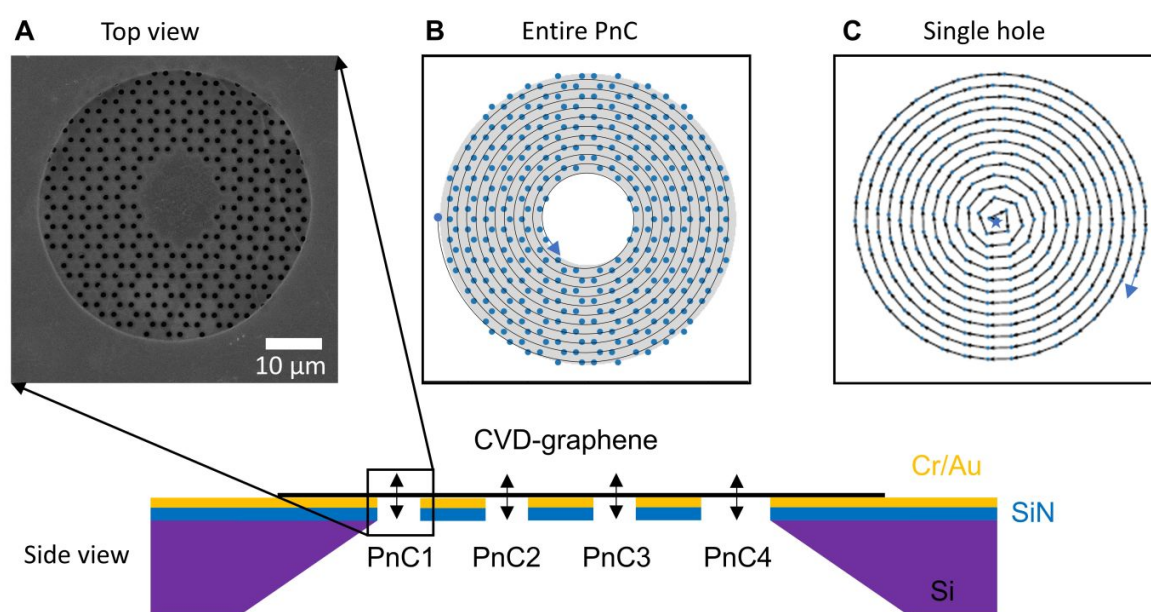 A
Top view
B
Entire PnC
C
Single hole
10 μm
CVD-graphene
Cr/Au
SiN
Side view
PnC1
PnC2
PnC3
PnC4
Si